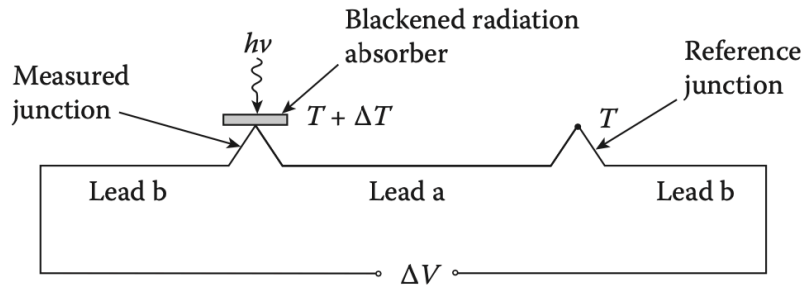 Blackened radiation
absorber
hν
Reference
junction
Measured
junction
T + ΔT
T
Lead b
Lead a
Lead b
ΔV